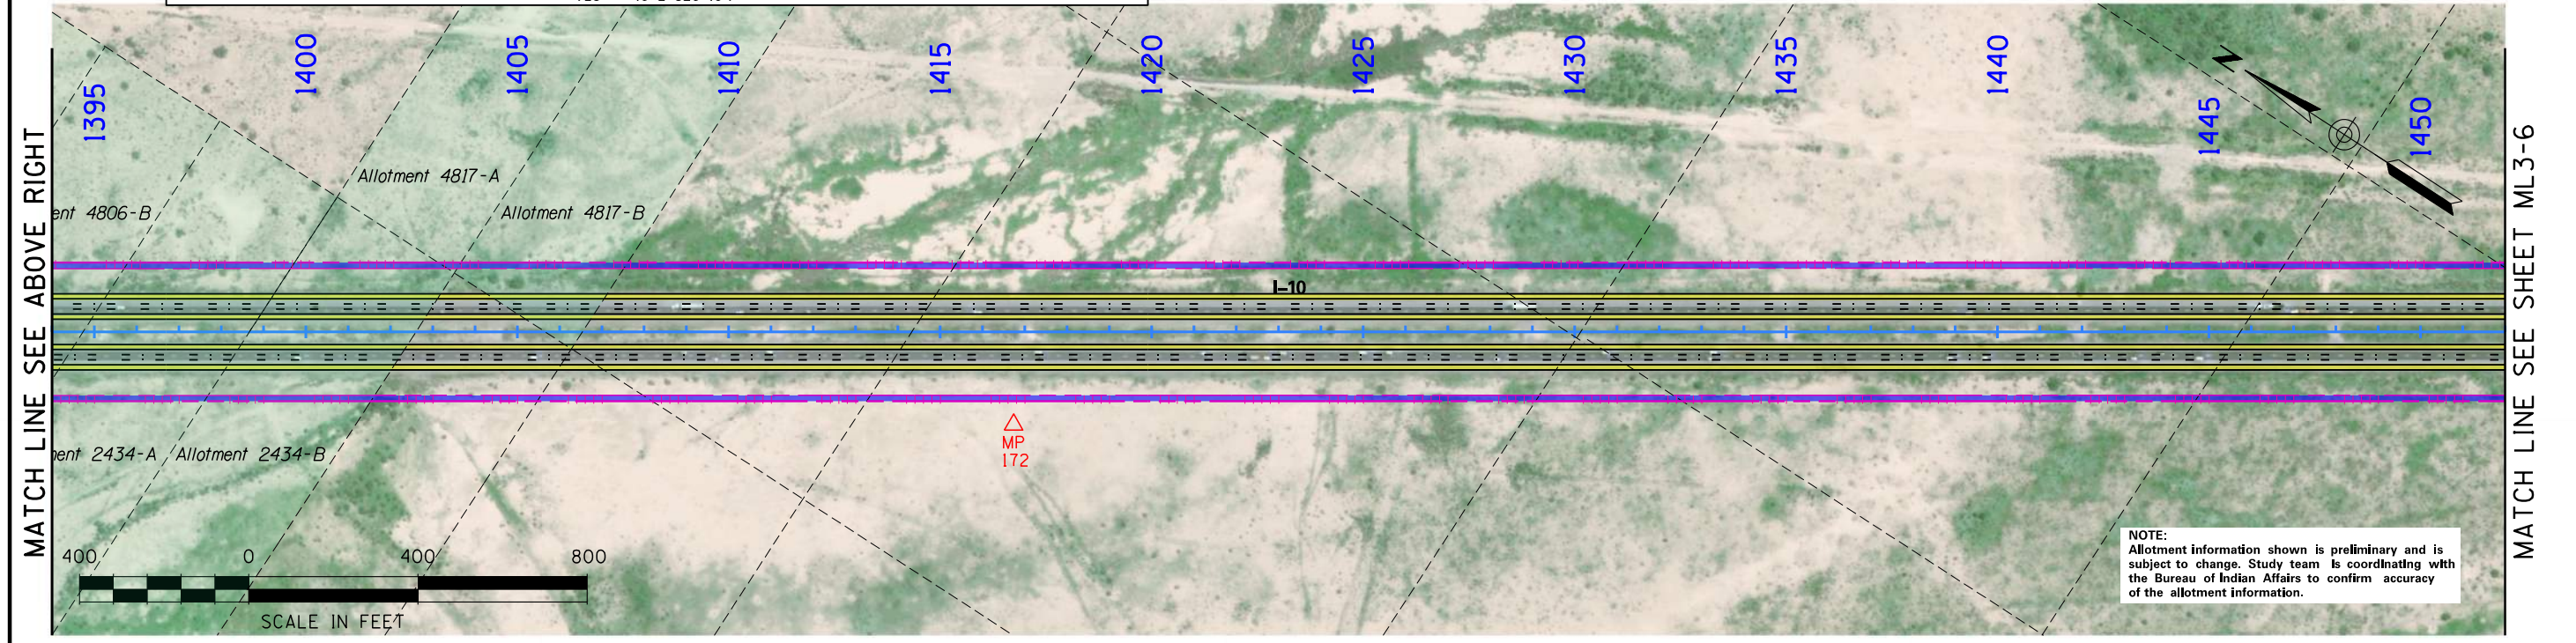 MATCH LINE SEE ABOVE RIGHT
1395
1400
1405
1410
1415
1420
1425
1430
1435
1440
1445
1450
N
Allotment 4817-A
ent 4806-B
Allotment 4817-B
I-10
MP
172
ent 2434-A
Allotment 2434-B
400 0 400 800
SCALE IN FEET
NOTE:
Allotment information shown is preliminary and is
subject to change. Study team is coordinating with
the Bureau of Indian Affairs to confirm accuracy
of the allotment information.
MATCH LINE SEE SHEET ML3-6